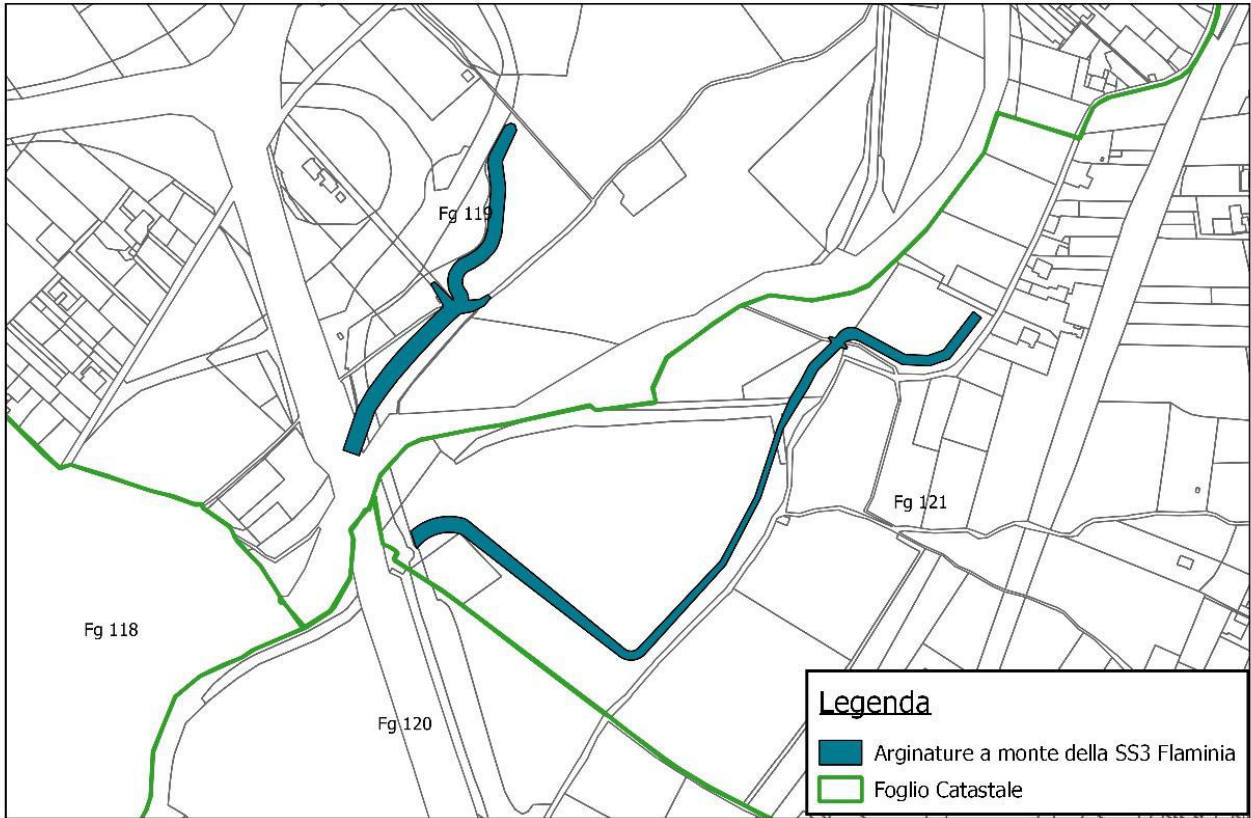 Fg 119
Fg 121
Fg 118
Fg 120
Legenda
Arginature a monte della SS3 Flaminia
Foglio Catastale